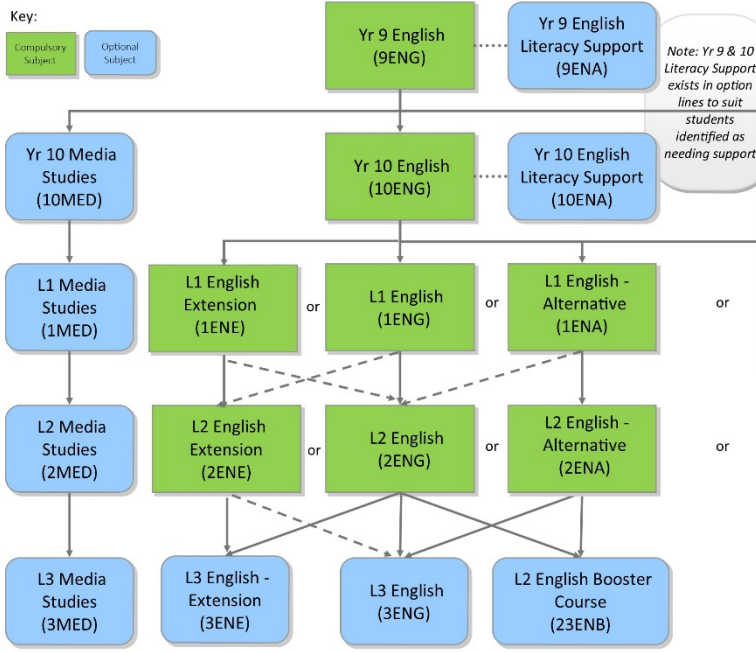 Key:
Compulsory
Subject
Optional
Subject
Yr 9 English
(9ENG)
Yr 9 English
Literacy Support
(9ENA)
Note: Yr 9 & 10
Literacy Support
exists in option
lines to suit
students
identified as
needing support
Yr 10 Media
Studies
(10MED)
Yr 10 English
(10ENG)
Yr 10 English
Literacy Support
(10ENA)
L1 Media
Studies
(1MED)
L1 English
Extension
(1ENE)
or
L1 English
(1ENG)
or
L1 English -
Alternative
(1ENA)
or
L2 Media
Studies
(2MED)
L2 English
Extension
(2ENE)
or
L2 English
(2ENG)
or
L2 English -
Alternative
(2ENA)
or
L3 Media
Studies
(3MED)
L3 English -
Extension
(3ENE)
L3 English
(3ENG)
L2 English Booster
Course
(23ENB)